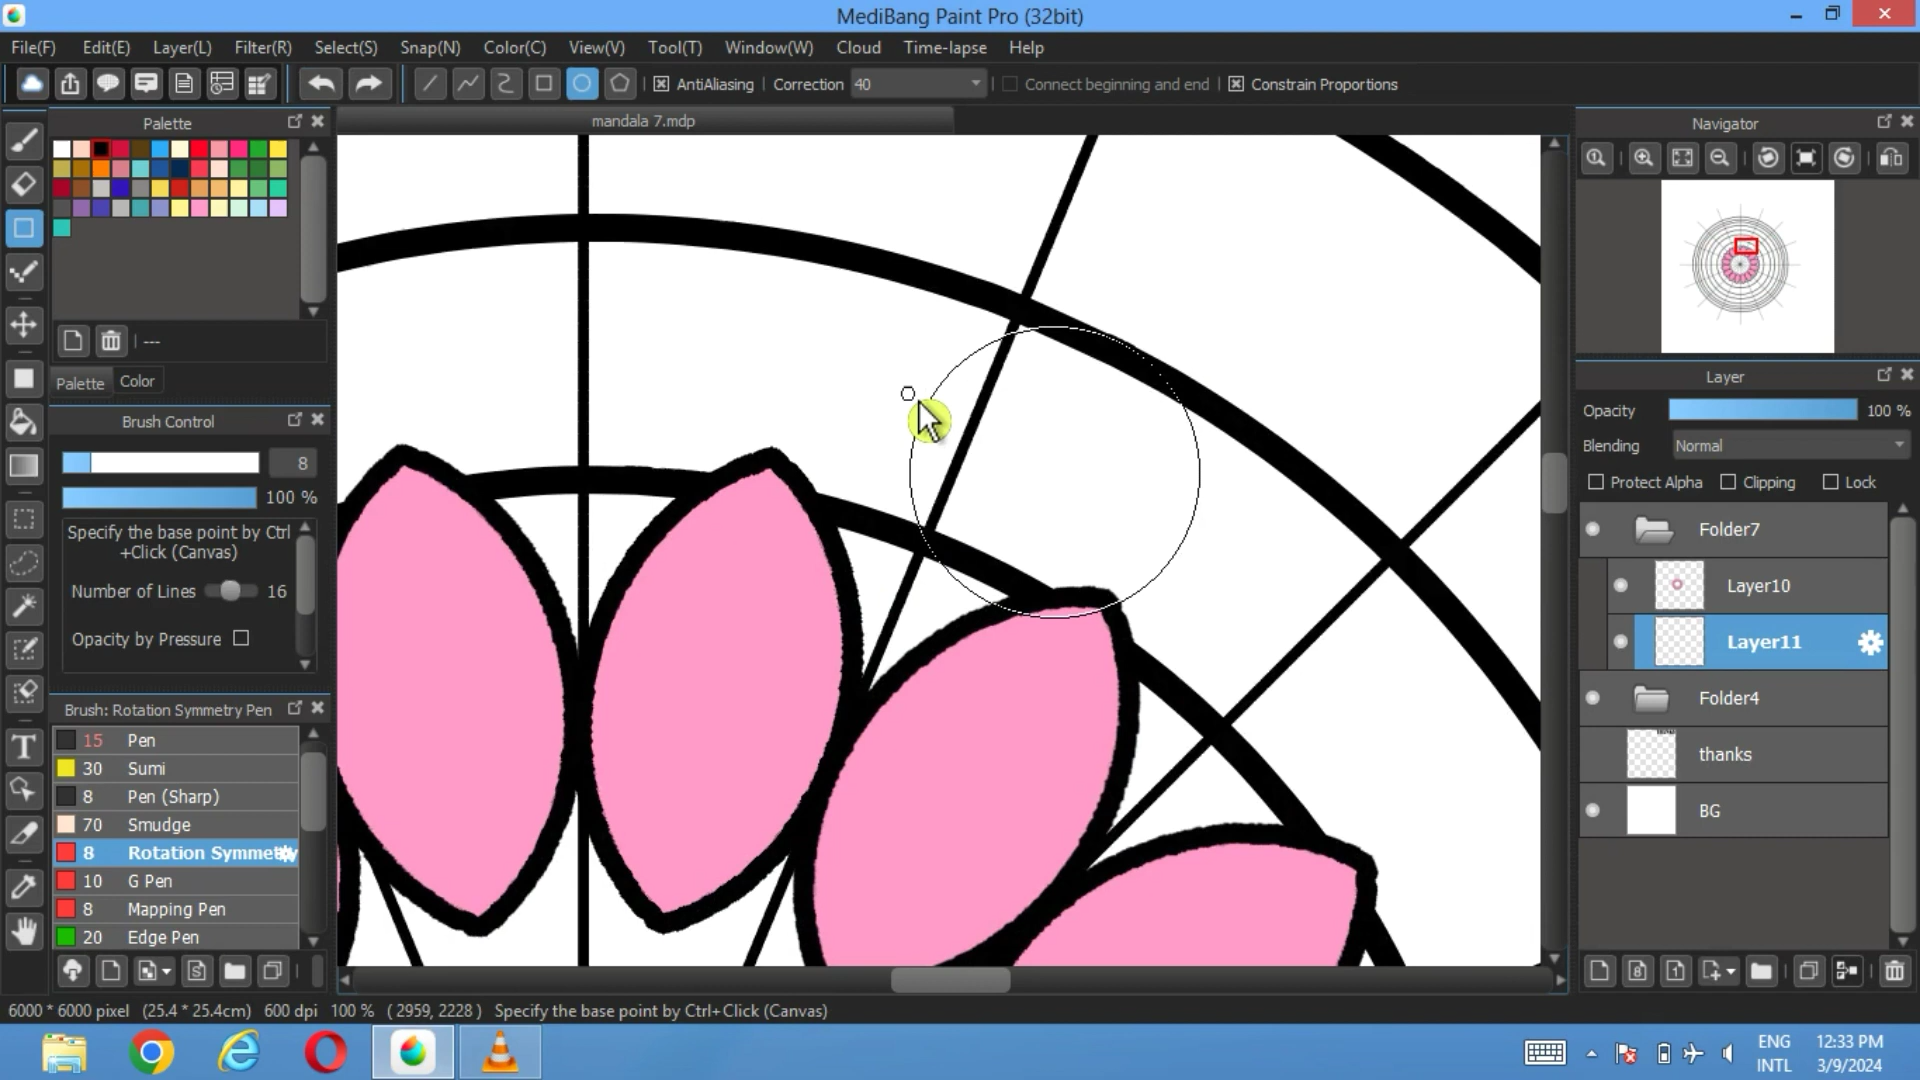 MediBang Paint Pro (32bit)
File(F) Edit(E) Layer(L) Filter(R) Select(S) Snap(N) Color(C) View(V) Tool(T) Window(W) Cloud Time-lapse Help
AntiAliasing Correction 40 Connect beginning and end Constrain Proportions
Palette
mandala 7.mdp
Navigator
---
Palette Color
Brush Control
8
100 %
Specify the base point by Ctrl
+Click (Canvas)
Number of Lines 16
Opacity by Pressure
Brush: Rotation Symmetry Pen
15 Pen
30 Sumi
8 Pen (Sharp)
70 Smudge
8 Rotation Symmetry
10 G Pen
8 Mapping Pen
20 Edge Pen
Layer
Opacity 100 %
Blending Normal
Protect Alpha Clipping Lock
Folder7
Layer10
Layer11
Folder4
thanks
BG
6000 * 6000 pixel (25.4 * 25.4cm) 600 dpi 100 % ( 2959, 2228 ) Specify the base point by Ctrl+Click (Canvas)
ENG 12:33 PM
INTL 3/9/2024